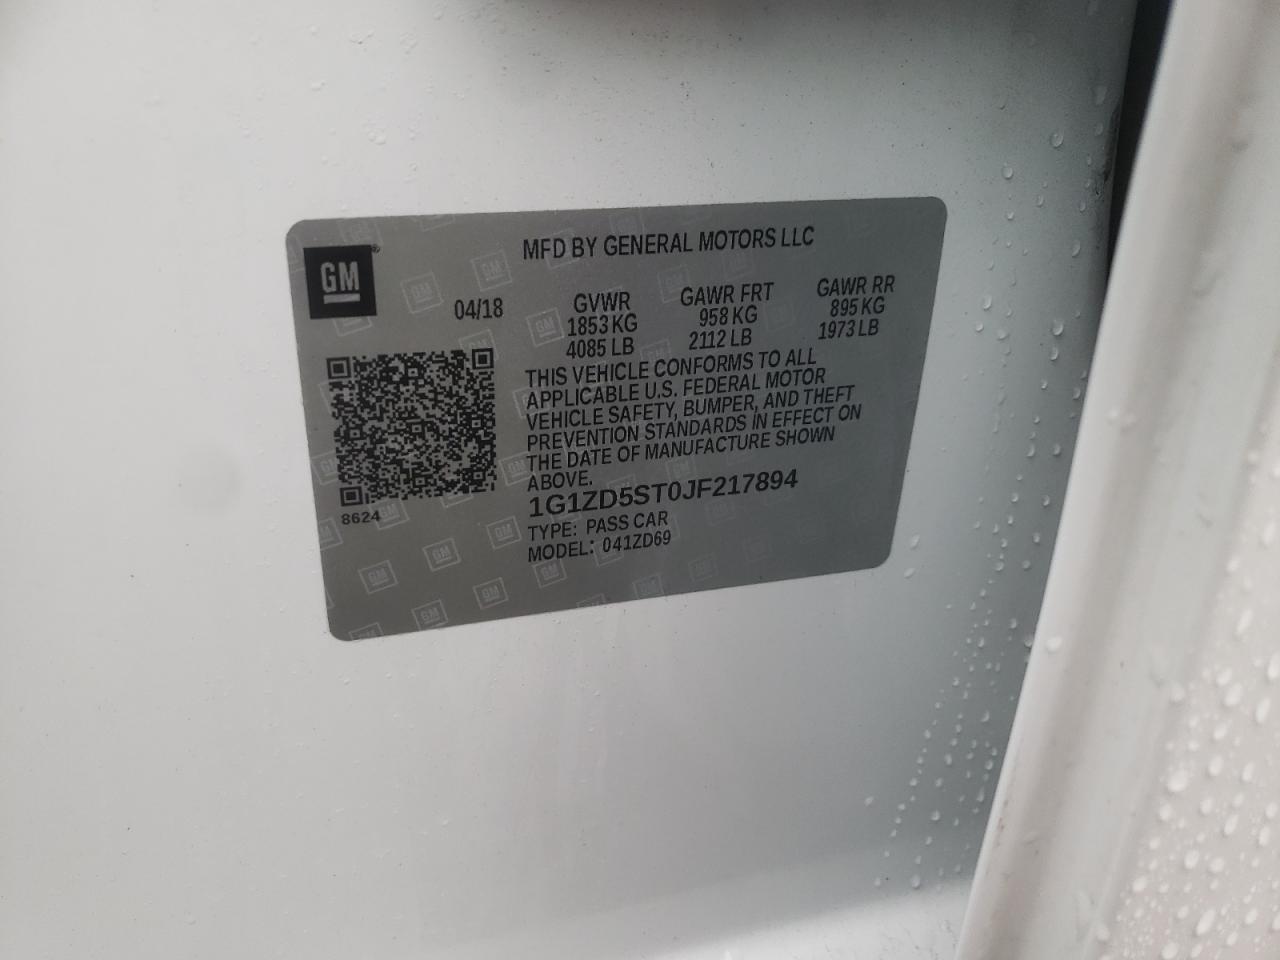 GM®
MFD BY GENERAL MOTORS LLC
04/18
GVWR
1853 KG
4085 LB
GAWR FRT
958 KG
2112 LB
GAWR RR
895 KG
1973 LB
THIS VEHICLE CONFORMS TO ALL
APPLICABLE U.S. FEDERAL MOTOR
VEHICLE SAFETY, BUMPER, AND THEFT
PREVENTION STANDARDS IN EFFECT ON
THE DATE OF MANUFACTURE SHOWN
ABOVE.
1G1ZD5ST0JF217894
TYPE: PASS CAR
MODEL: 041ZD69
8624